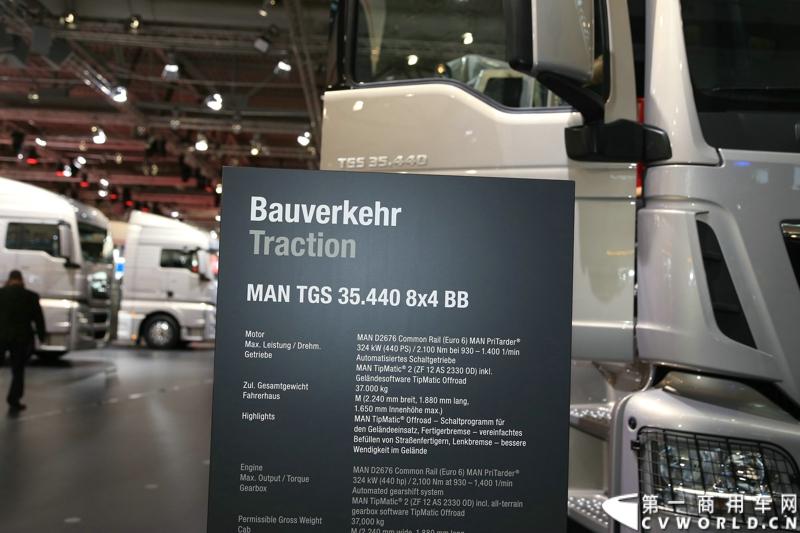 TGS 35.440
Bauverkehr
Traction
MAN TGS 35.440 8x4 BB
Motor MAN D2676 Common Rail (Euro 6) MAN PriTarder®
Max. Leistung / Drehm. 324 kW (440 PS) / 2.100 Nm bei 930 – 1.400 1/min
Getriebe Automatisiertes Schaltgetriebe
MAN TipMatic® 2 (ZF 12 AS 2330 OD) inkl.
Geländesoftware TipMatic Offroad
Zul. Gesamtgewicht 37.000 kg
Fahrerhaus M (2.240 mm breit, 1.880 mm lang,
1.650 mm Innenhöhe max.)
Highlights MAN TipMatic® Offroad – Schaltprogramm für
den Geländeeinsatz, Fertigerbremse – vereinfachtes
Befüllen von Straßenfertigern, Lenkbremse – bessere
Wendigkeit im Gelände
Engine MAN D2676 Common Rail (Euro 6) MAN PriTarder®
Max. Output / Torque 324 kW (440 hp) / 2,100 Nm at 930 – 1,400 1/min
Gearbox Automated gearshift system
MAN TipMatic® 2 (ZF 12 AS 2330 OD) incl. all-terrain
gearbox software TipMatic Offroad
Permissible Gross Weight 37,000 kg
Cab M (2,240 mm wide, 1,880 mm
第一商用车网
CVWORLD.CN